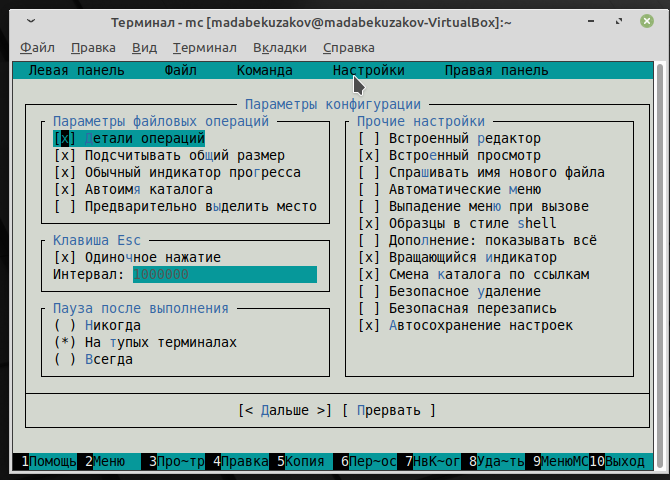 Терминал - mc [madabekuzakov@madabekuzakov-VirtualBox]:~
Файл Правка Вид Терминал Вкладки Справка
Левая панель Файл Команда Настройки Правая панель
Параметры конфигурации
Параметры файловых операций
[x] Детали операций
[x] Подсчитывать общий размер
[x] Обычный индикатор прогресса
[x] Автоимя каталога
[ ] Предварительно выделить место
Клавиша Esc
[x] Одиночное нажатие
Интервал: 1000000
Пауза после выполнения
( ) Никогда
(*) На тупых терминалах
( ) Всегда
Прочие настройки
[ ] Встроенный редактор
[x] Встроенный просмотр
[ ] Спрашивать имя нового файла
[ ] Автоматические меню
[ ] Выпадение меню при вызове
[x] Образцы в стиле shell
[ ] Дополнение: показывать всё
[x] Вращающийся индикатор
[x] Смена каталога по ссылкам
[ ] Безопасное удаление
[ ] Безопасная перезапись
[x] Автосохранение настроек
[< Дальше >] [ Прервать ]
1Помощь 2Меню 3Про~тр 4Правка 5Копия 6Пер~ос 7НвК~ог 8Уда~ть 9МенюMC 10Выход